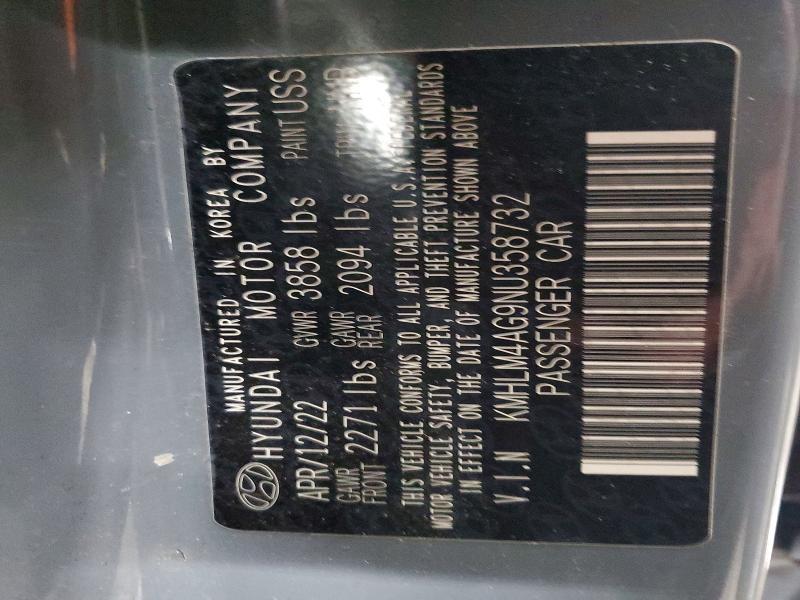 MANUFACTURED IN KOREA BY
HYUNDAI MOTOR COMPANY
APR/12/22 GVWR 3858 lbs PAINT USS
GAWR FRONT 2271 lbs GAWR REAR 2094 lbs
THIS VEHICLE CONFORMS TO ALL APPLICABLE U.S.A FEDERAL
MOTOR VEHICLE SAFETY, BUMPER, AND THEFT PREVENTION STANDARDS
IN EFFECT ON THE DATE OF MANUFACTURE SHOWN ABOVE
V.I.N KMHLM4AG9NU358732
PASSENGER CAR